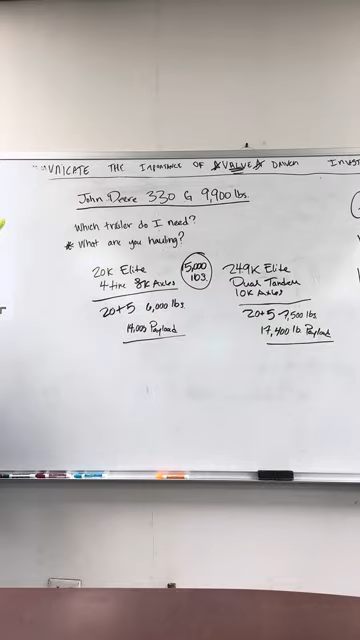 UNICATE THE IMPORTANCE OF ☆VALUE☆ DRIVEN INVEST
John Deere 330 G 9,900 lbs.
Which trailer do I need?
* What are you hauling?
20K Elite
4 tire 8K Axles
20+5 6,000 lbs.
14,000 Payload
15,000 lbs.
249K Elite
Dual Tandem
10K Axles
20+5 7,500 lbs.
17,400 lb. Payload